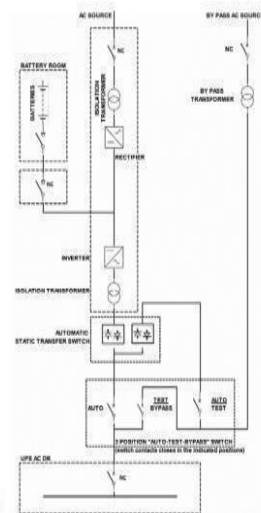 AC SOURCE
BY PASS AC SOURCE
NC
NC
BATTERY ROOM
BATTERIES
ISOLATION
TRANSFORMER
BY PASS
TRANSFORMER
RECTIFIER
NC
INVERTER
ISOLATION TRANSFORMER
AUTOMATIC
STATIC TRANSFER SWITCH
AUTO
TEST
BYPASS
AUTO
TEST
3 POSITION "AUTO-TEST-BYPASS" SWITCH
(switch contacts closes in the indicated positions)
UPS AC DB
NC